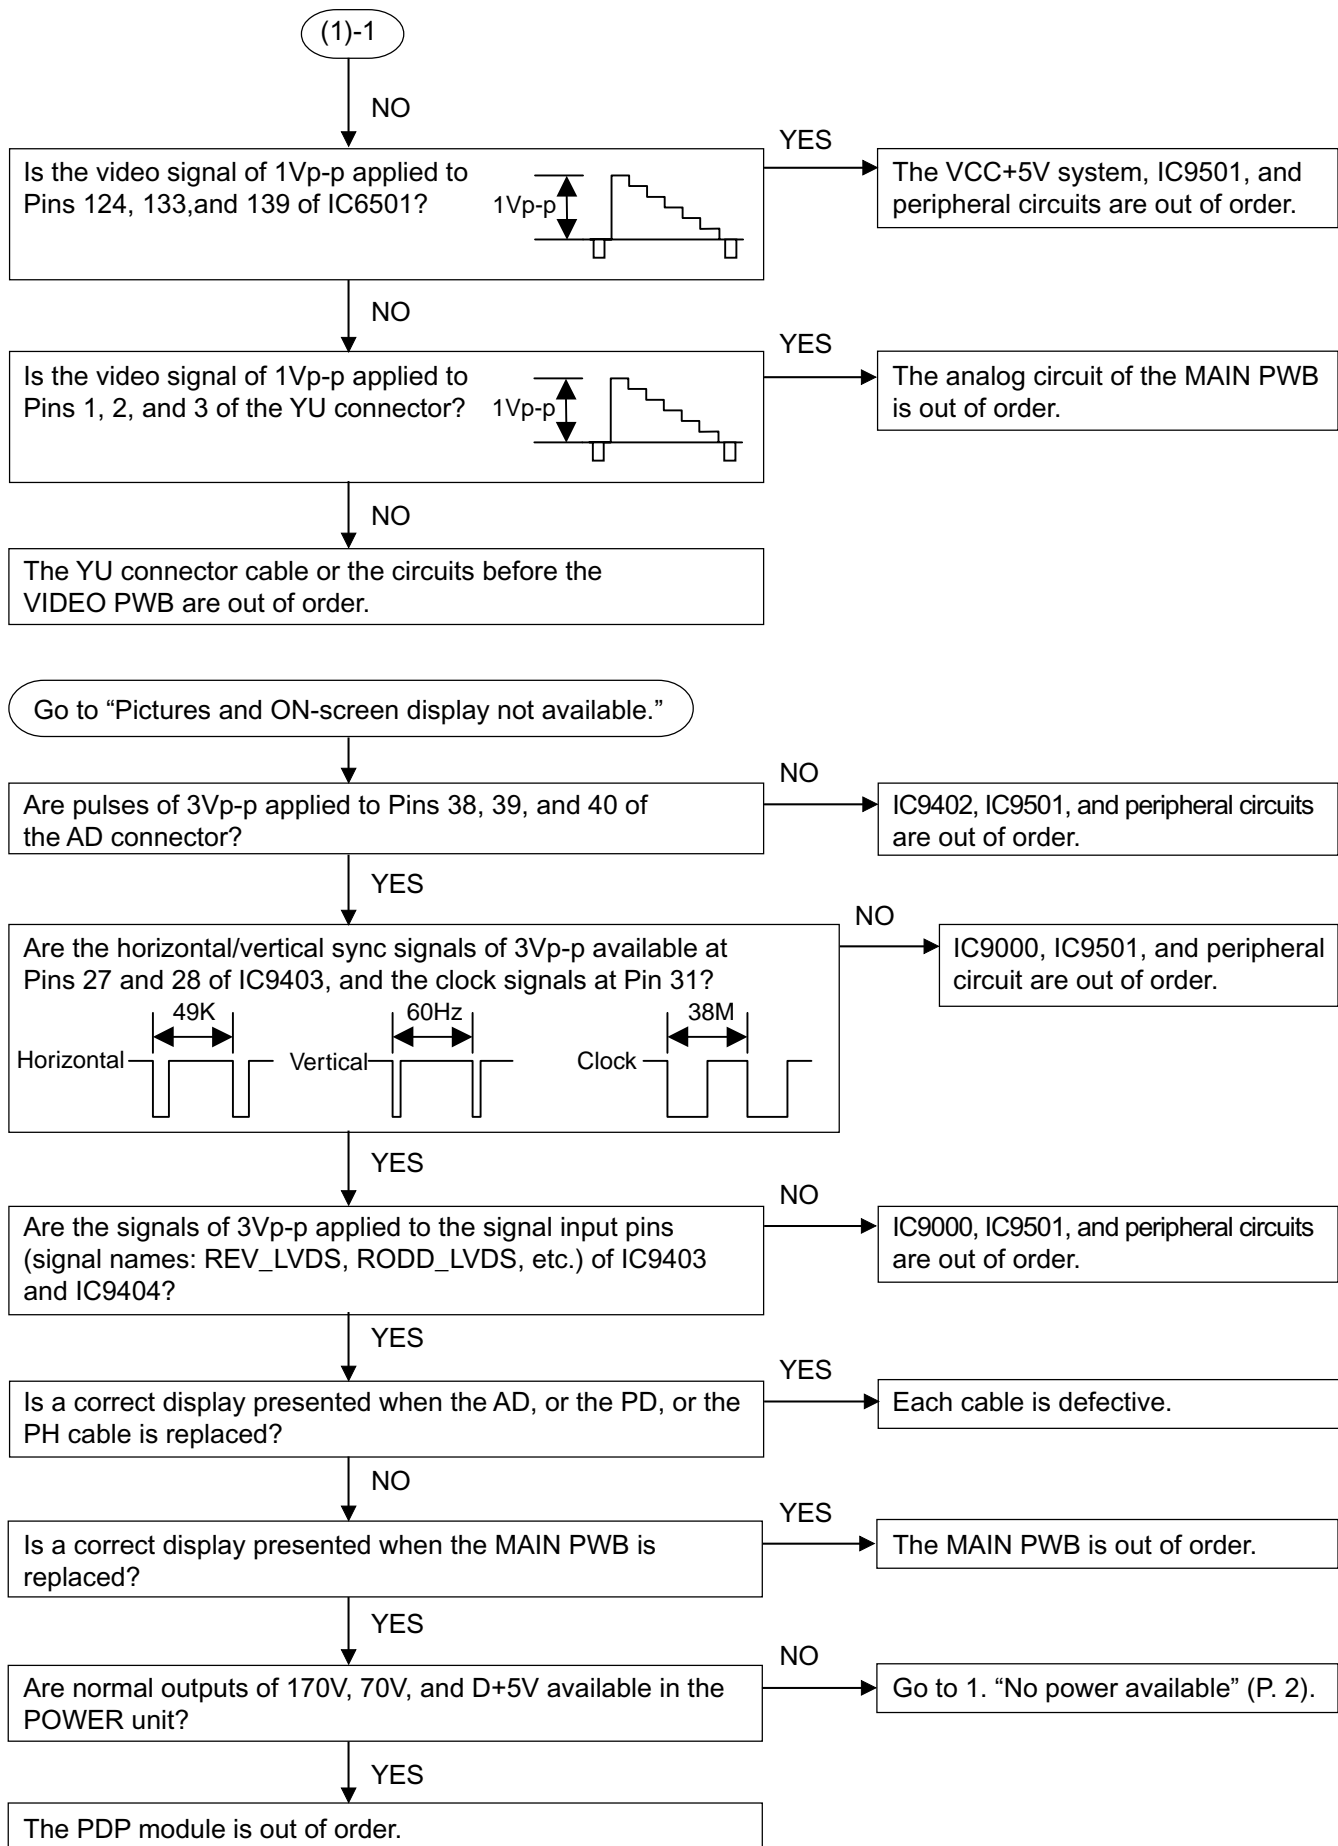 (1)-1
NO
Is the video signal of 1Vp-p applied to
Pins 124, 133,and 139 of IC6501?
1Vp-p
YES
The VCC+5V system, IC9501, and
peripheral circuits are out of order.
NO
Is the video signal of 1Vp-p applied to
Pins 1, 2, and 3 of the YU connector?
1Vp-p
YES
The analog circuit of the MAIN PWB
is out of order.
NO
The YU connector cable or the circuits before the
VIDEO PWB are out of order.
Go to “Pictures and ON-screen display not available.”
Are pulses of 3Vp-p applied to Pins 38, 39, and 40 of
the AD connector?
NO
IC9402, IC9501, and peripheral circuits
are out of order.
YES
Are the horizontal/vertical sync signals of 3Vp-p available at
Pins 27 and 28 of IC9403, and the clock signals at Pin 31?
49K
60Hz
38M
Horizontal
Vertical
Clock
NO
IC9000, IC9501, and peripheral
circuit are out of order.
YES
Are the signals of 3Vp-p applied to the signal input pins
(signal names: REV_LVDS, RODD_LVDS, etc.) of IC9403
and IC9404?
NO
IC9000, IC9501, and peripheral circuits
are out of order.
YES
Is a correct display presented when the AD, or the PD, or the
PH cable is replaced?
YES
Each cable is defective.
NO
Is a correct display presented when the MAIN PWB is
replaced?
YES
The MAIN PWB is out of order.
YES
Are normal outputs of 170V, 70V, and D+5V available in the
POWER unit?
NO
Go to 1. “No power available” (P. 2).
YES
The PDP module is out of order.